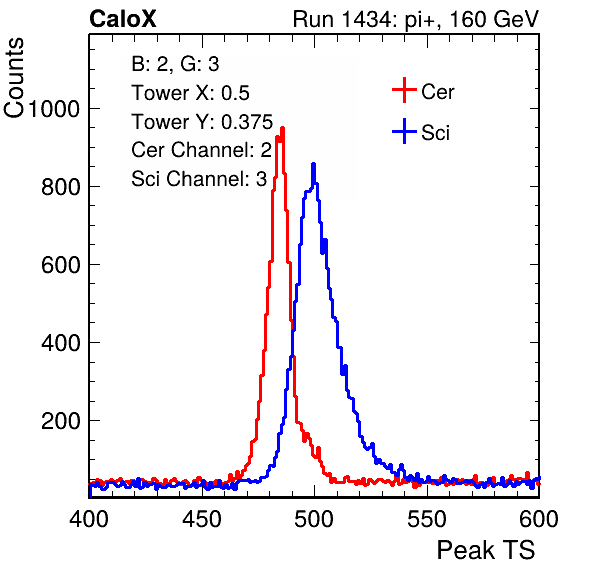 CaloX Run 1434: pi+, 160 GeV
Counts
B: 2, G: 3
Tower X: 0.5
Tower Y: 0.375
Cer Channel: 2
Sci Channel: 3
Cer
Sci
1000
800
600
400
200
400 450 500 550 600
Peak TS